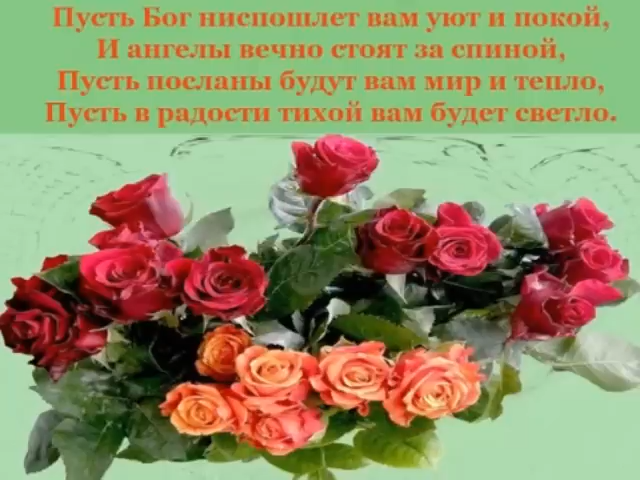 Пусть Бог ниспошлет вам уют и покой,
И ангелы вечно стоят за спиной,
Пусть посланы будут вам мир и тепло,
Пусть в радости тихой вам будет светло.